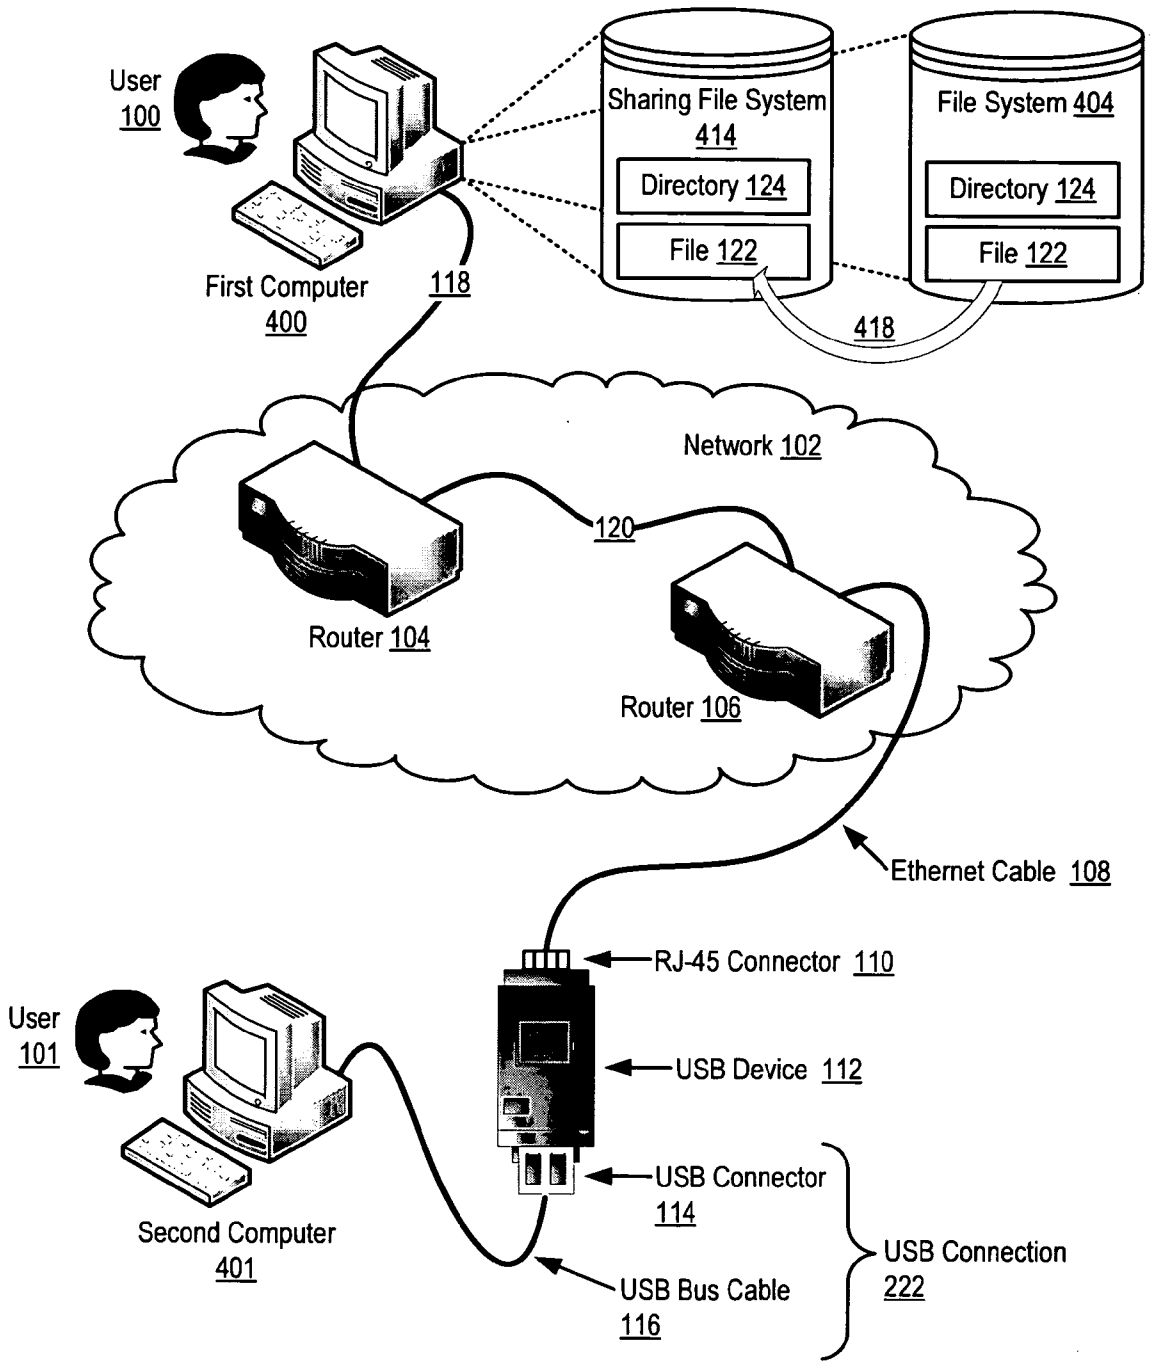 User
100
First Computer
400
118
Sharing File System
414
Directory 124
File 122
File System 404
Directory 124
File 122
418
Network 102
120
Router 104
Router 106
Ethernet Cable 108
RJ-45 Connector 110
User
101
USB Device 112
Second Computer
401
USB Connector
114
USB Bus Cable
116
USB Connection
222